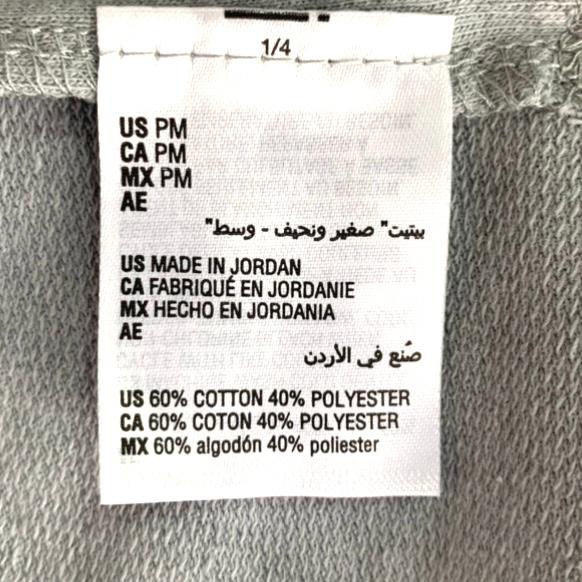 1/4
US PM
CA PM
MX PM
AE
بيتيت" صغير ونحيف - وسط"
US MADE IN JORDAN
CA FABRIQUÉ EN JORDANIE
MX HECHO EN JORDANIA
AE
صُنع في الأردن
US 60% COTTON 40% POLYESTER
CA 60% COTON 40% POLYESTER
MX 60% algodón 40% poliester